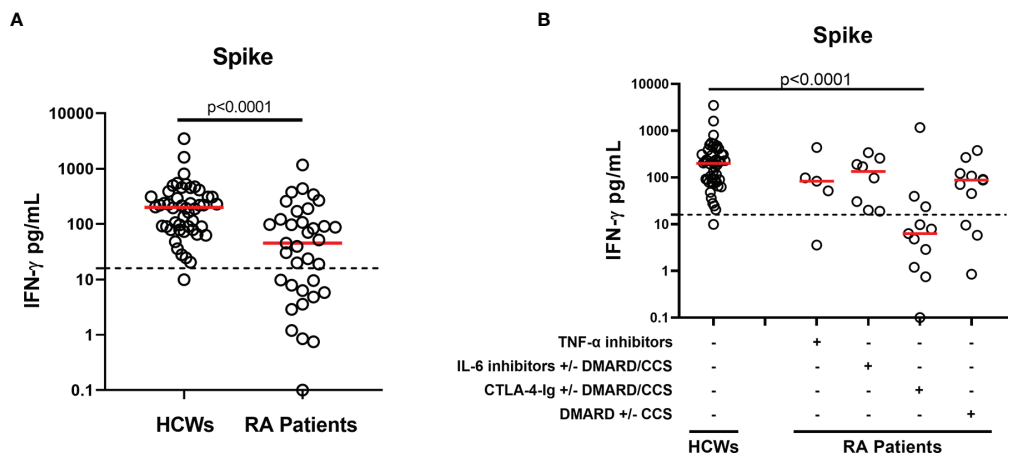 A
Spike
p<0.0001
10000
1000
100
10
1
0.1
IFN-γ pg/mL
HCWs RA Patients
B
Spike
p<0.0001
10000
1000
100
10
1
0.1
IFN-γ pg/mL
TNF-α inhibitors - + - - -
IL-6 inhibitors +/- DMARD/CCS - - + - -
CTLA-4-Ig +/- DMARD/CCS - - - + -
DMARD +/- CCS - - - - +
HCWs RA Patients